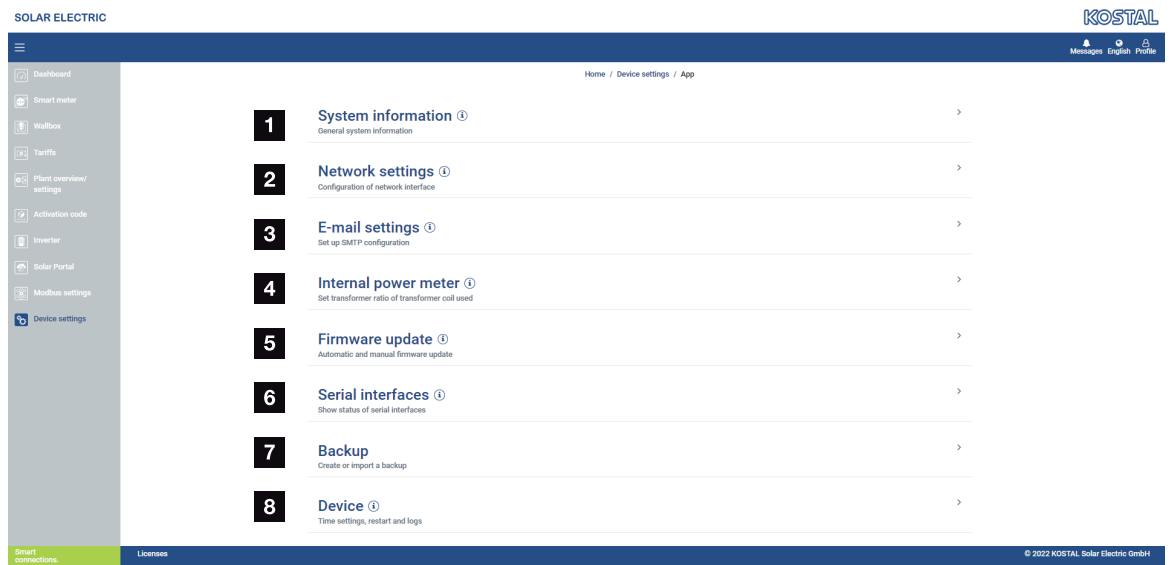 SOLAR ELECTRIC
KOSTAL
Messages English Profile
Dashboard
Smart meter
Wallbox
Tariffs
Plant overview/
settings
Activation code
Inverter
Solar Portal
Modbus settings
Device settings
Home / Device settings / App
1
System information
General system information
2
Network settings
Configuration of network interface
3
E-mail settings
Set up SMTP configuration
4
Internal power meter
Set transformer ratio of transformer coil used
5
Firmware update
Automatic and manual firmware update
6
Serial interfaces
Show status of serial interfaces
7
Backup
Create or import a backup
8
Device
Time settings, restart and logs
Smart
connections.
Licenses
© 2022 KOSTAL Solar Electric GmbH